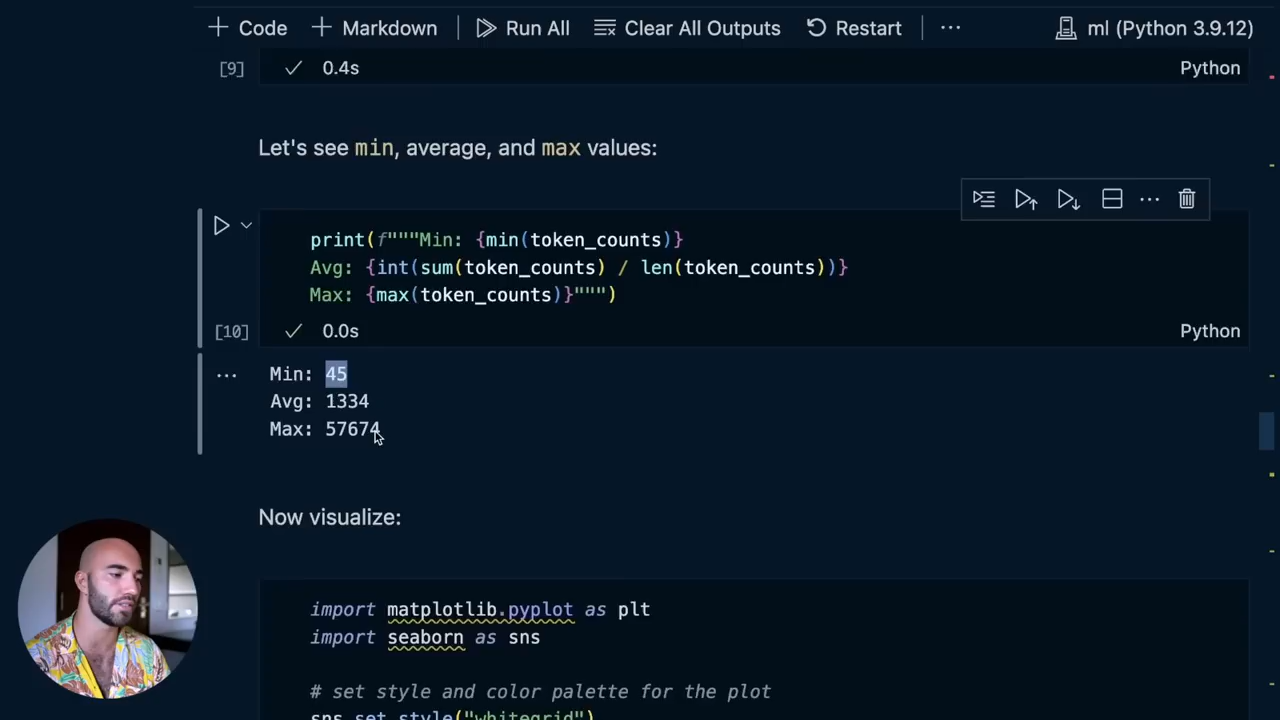 Code Markdown Run All Clear All Outputs Restart ... ml (Python 3.9.12)
[9] 0.4s Python
Let's see min, average, and max values:
print(f"""Min: {min(token_counts)}
Avg: {int(sum(token_counts) / len(token_counts))}
Max: {max(token_counts)}""")
[10] 0.0s Python
Min: 45
Avg: 1334
Max: 57674
Now visualize:
import matplotlib.pyplot as plt
import seaborn as sns
# set style and color palette for the plot
sns.set_style("whitegrid")